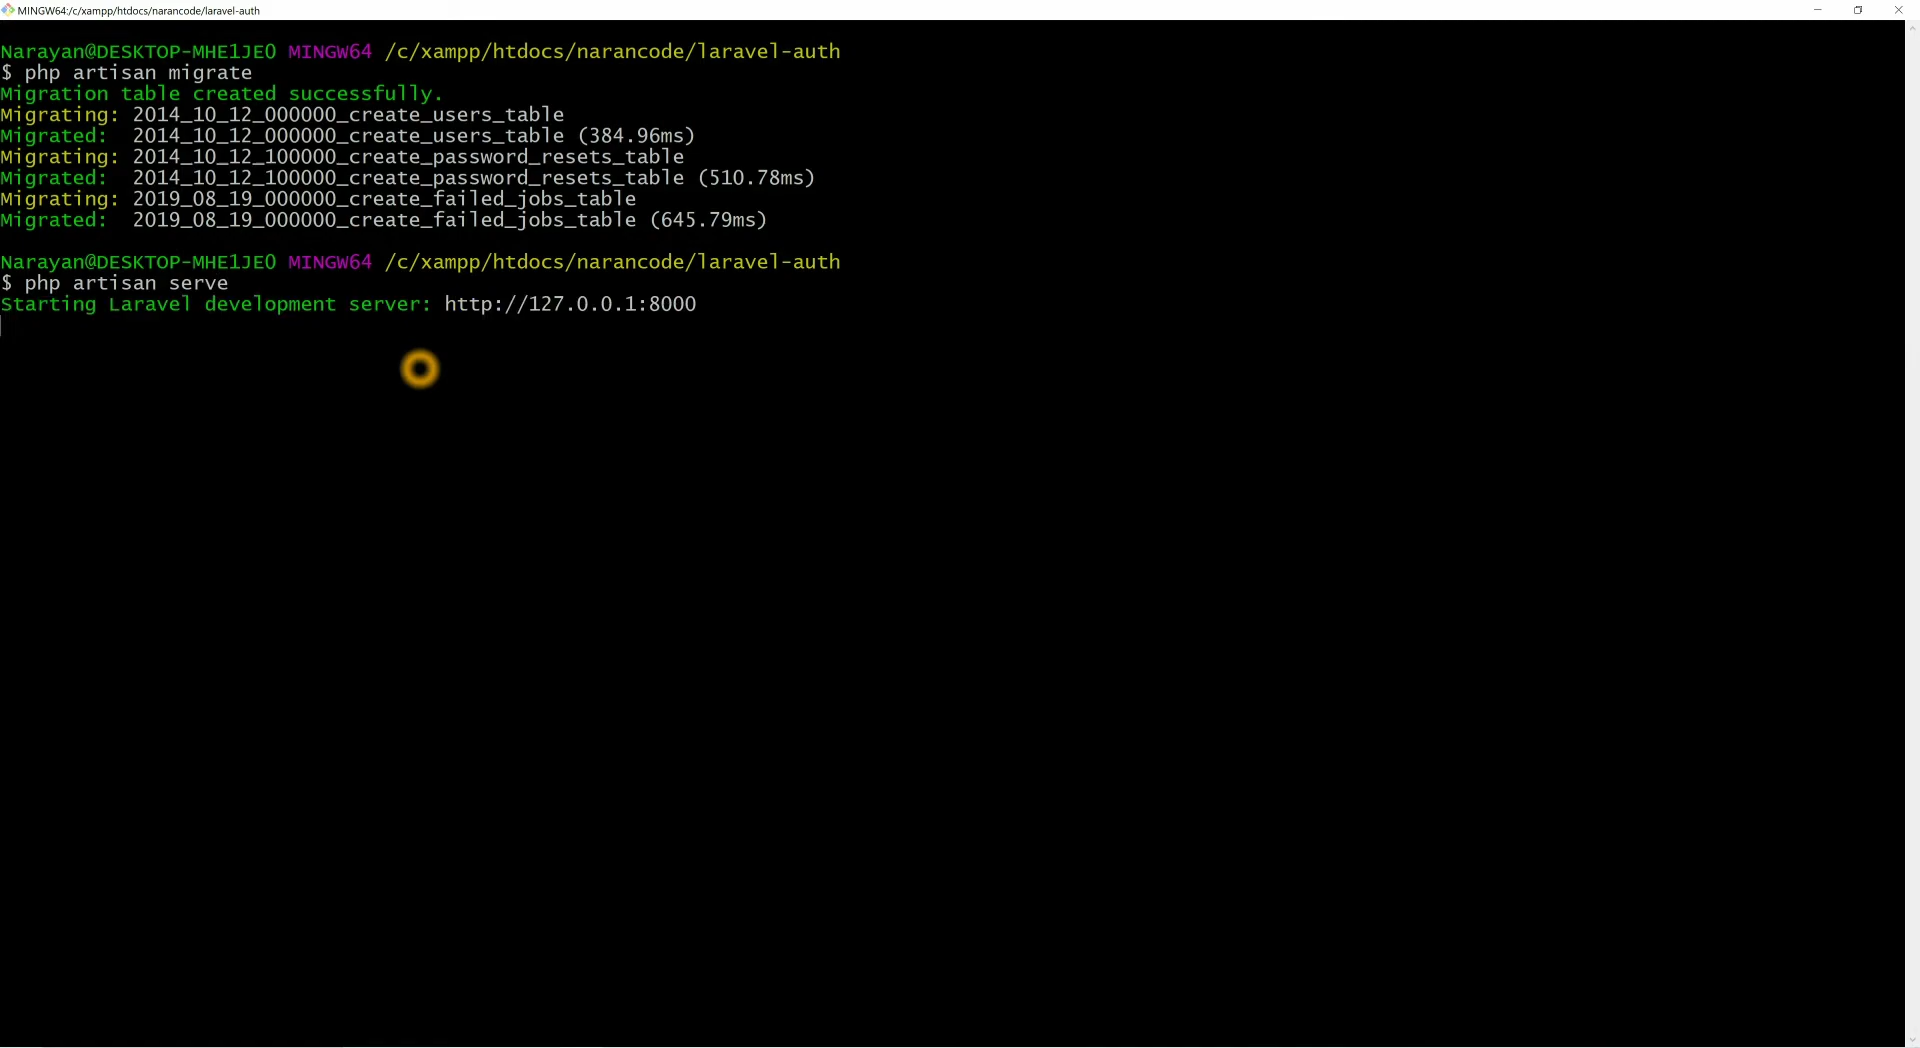 MINGW64:/c/xampp/htdocs/narancode/laravel-auth
Narayan@DESKTOP-MHE1JE0 MINGW64 /c/xampp/htdocs/narancode/laravel-auth
$ php artisan migrate
Migration table created successfully.
Migrating: 2014_10_12_000000_create_users_table
Migrated:  2014_10_12_000000_create_users_table (384.96ms)
Migrating: 2014_10_12_100000_create_password_resets_table
Migrated:  2014_10_12_100000_create_password_resets_table (510.78ms)
Migrating: 2019_08_19_000000_create_failed_jobs_table
Migrated:  2019_08_19_000000_create_failed_jobs_table (645.79ms)
Narayan@DESKTOP-MHE1JE0 MINGW64 /c/xampp/htdocs/narancode/laravel-auth
$ php artisan serve
Starting Laravel development server: http://127.0.0.1:8000